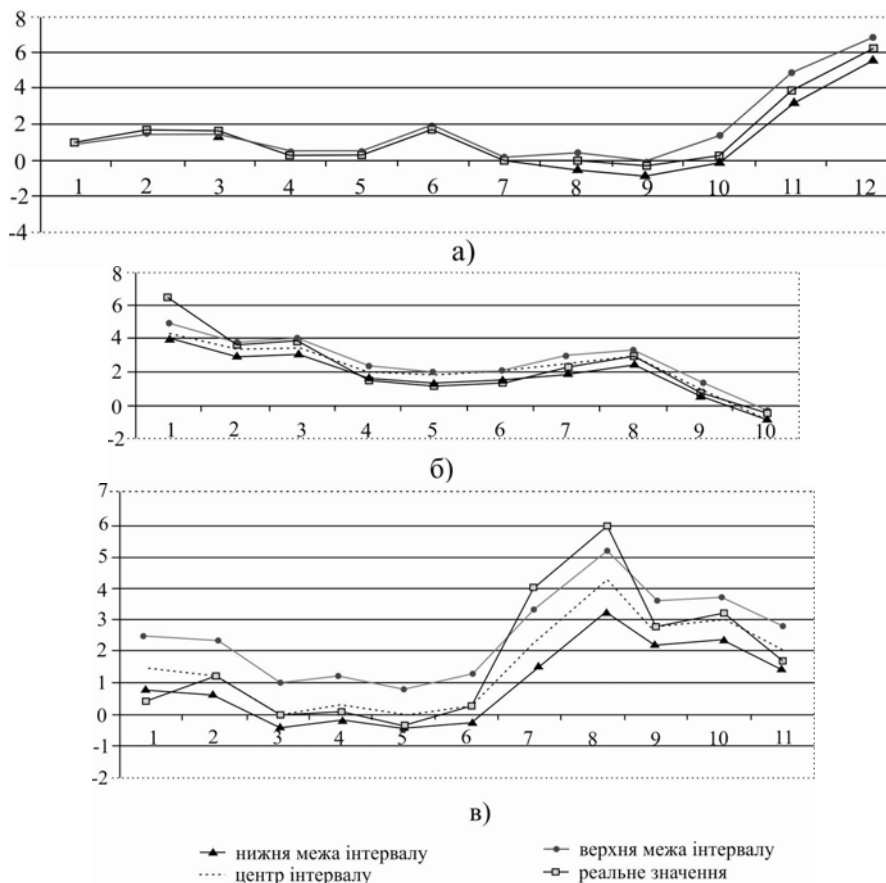 8
6
4
2
0
-2
-4
1 2 3 4 5 6 7 8 9 10 11 12
а)
8
6
4
2
0
-2
1 2 3 4 5 6 7 8 9 10
б)
7
6
5
4
3
2
1
0
-1
-2
1 2 3 4 5 6 7 8 9 10 11
в)
нижня межа інтервалу верхня межа інтервалу
центр інтервалу реальне значення